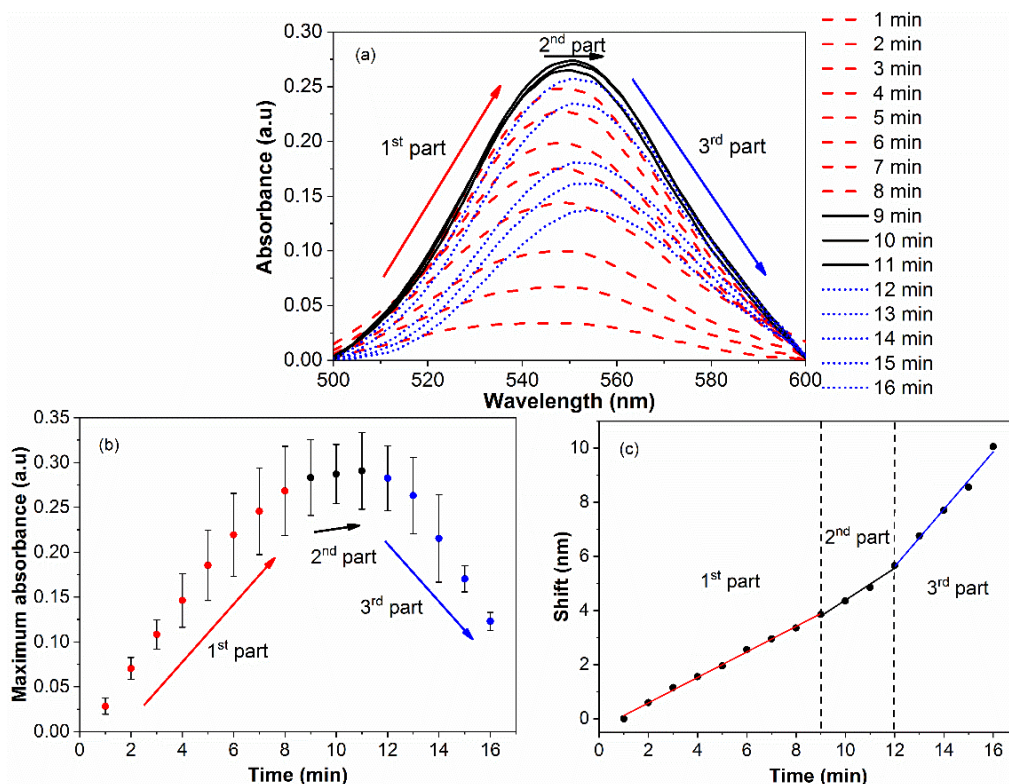 (a)
2nd part
1st part
3rd part
Absorbance (a.u)
0.30
0.25
0.20
0.15
0.10
0.05
0.00
500 520 540 560 580 600
Wavelength (nm)
1 min
2 min
3 min
4 min
5 min
6 min
7 min
8 min
9 min
10 min
11 min
12 min
13 min
14 min
15 min
16 min
(b)
Maximum absorbance (a.u)
0.35
0.30
0.25
0.20
0.15
0.10
0.05
0.00
2nd part
3rd part
1st part
0 2 4 6 8 10 12 14 16
Time (min)
(c)
Shift (nm)
10
8
6
4
2
0
2nd part
1st part
3rd part
0 2 4 6 8 10 12 14 16
Time (min)